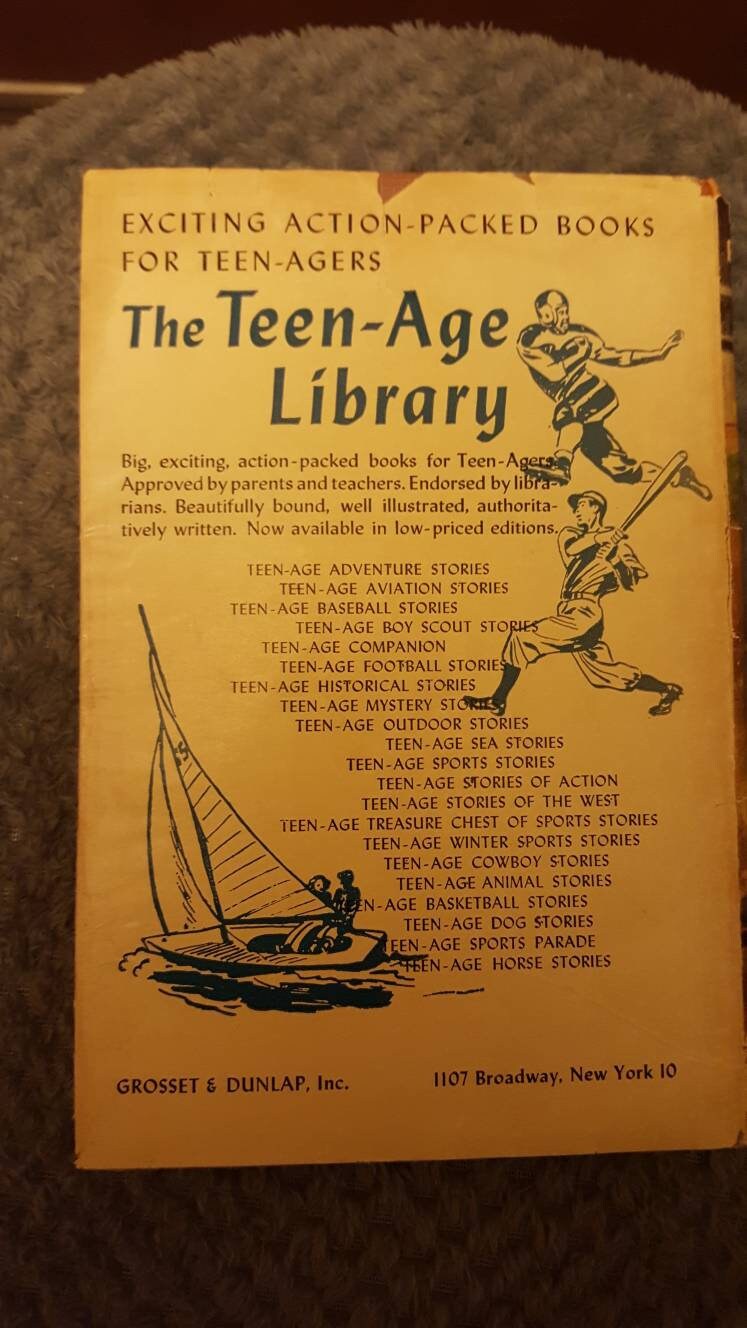 EXCITING ACTION-PACKED BOOKS
FOR TEEN-AGERS
The Teen-Age
Library
Big, exciting, action-packed books for Teen-Agers.
Approved by parents and teachers. Endorsed by libra-
rians. Beautifully bound, well illustrated, authorita-
tively written. Now available in low-priced editions.
TEEN-AGE ADVENTURE STORIES
TEEN-AGE AVIATION STORIES
TEEN-AGE BASEBALL STORIES
TEEN-AGE BOY SCOUT STORIES
TEEN-AGE COMPANION
TEEN-AGE FOOTBALL STORIES
TEEN-AGE HISTORICAL STORIES
TEEN-AGE MYSTERY STORIES
TEEN-AGE OUTDOOR STORIES
TEEN-AGE SEA STORIES
TEEN-AGE SPORTS STORIES
TEEN-AGE STORIES OF ACTION
TEEN-AGE STORIES OF THE WEST
TEEN-AGE TREASURE CHEST OF SPORTS STORIES
TEEN-AGE WINTER SPORTS STORIES
TEEN-AGE COWBOY STORIES
TEEN-AGE ANIMAL STORIES
TEEN-AGE BASKETBALL STORIES
TEEN-AGE DOG STORIES
TEEN-AGE SPORTS PARADE
TEEN-AGE HORSE STORIES
GROSSET & DUNLAP, Inc. 1107 Broadway, New York 10